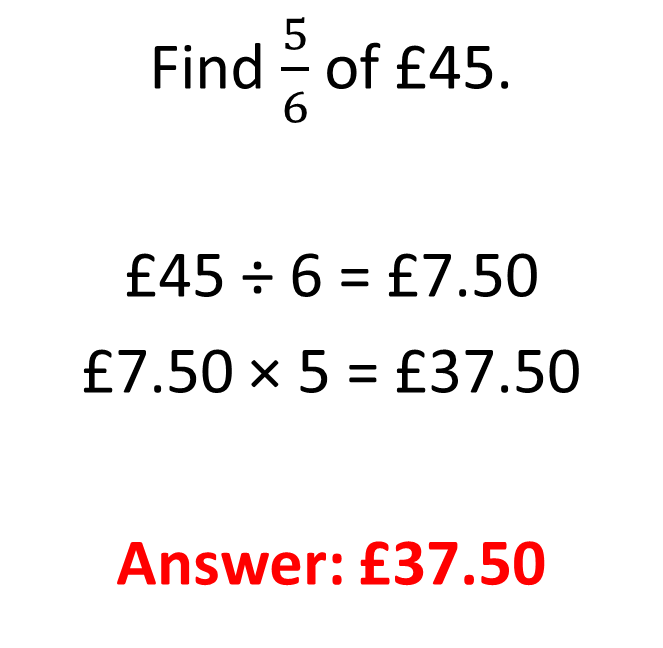 Find 5/6 of £45.
£45 ÷ 6 = £7.50
£7.50 × 5 = £37.50
Answer: £37.50